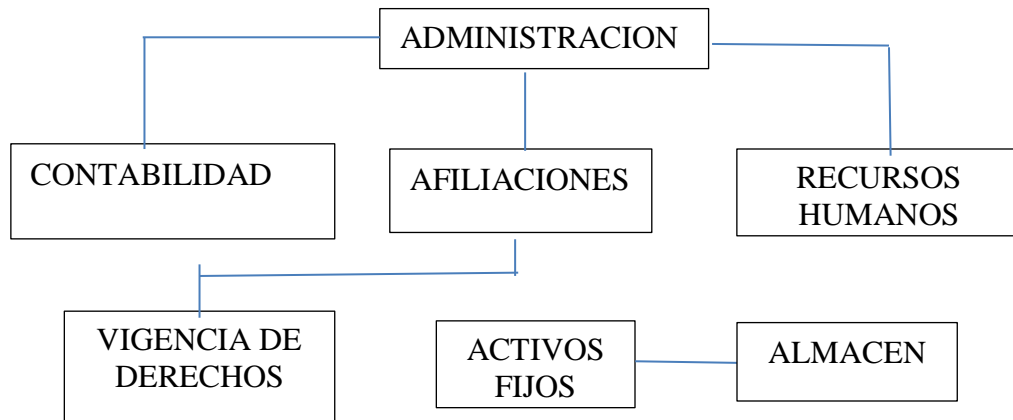 ADMINISTRACION
CONTABILIDAD
AFILIACIONES
RECURSOS
HUMANOS
VIGENCIA DE
DERECHOS
ACTIVOS
FIJOS
ALMACEN